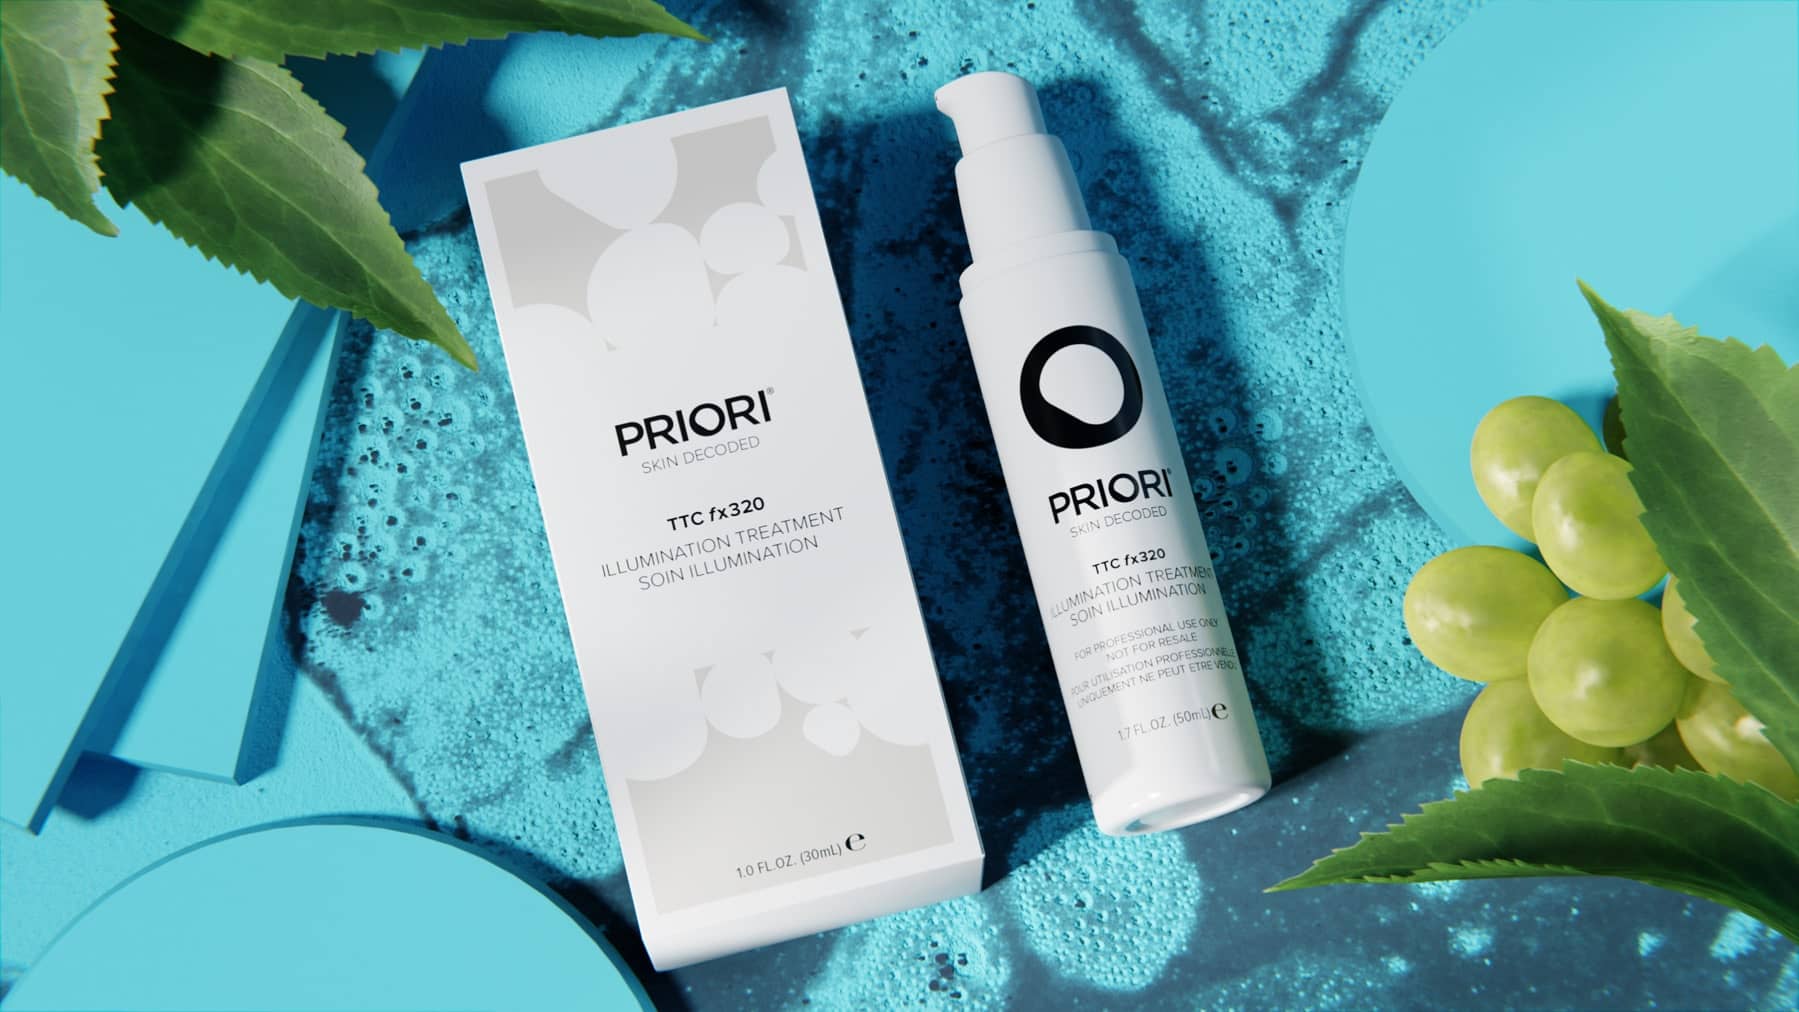 PRIORI®
SKIN DECODED
TTC fx320
ILLUMINATION TREATMENT
SOIN ILLUMINATION
1.0 FL.OZ. (30mL) ℮
PRIORI®
SKIN DECODED
TTC fx320
ILLUMINATION TREATMENT
SOIN ILLUMINATION
FOR PROFESSIONAL USE ONLY
NOT FOR RESALE
POUR UTILISATION PROFESSIONNELLE
UNIQUEMENT NE PEUT ETRE VENDU
1.7 FL.OZ. (50mL) ℮